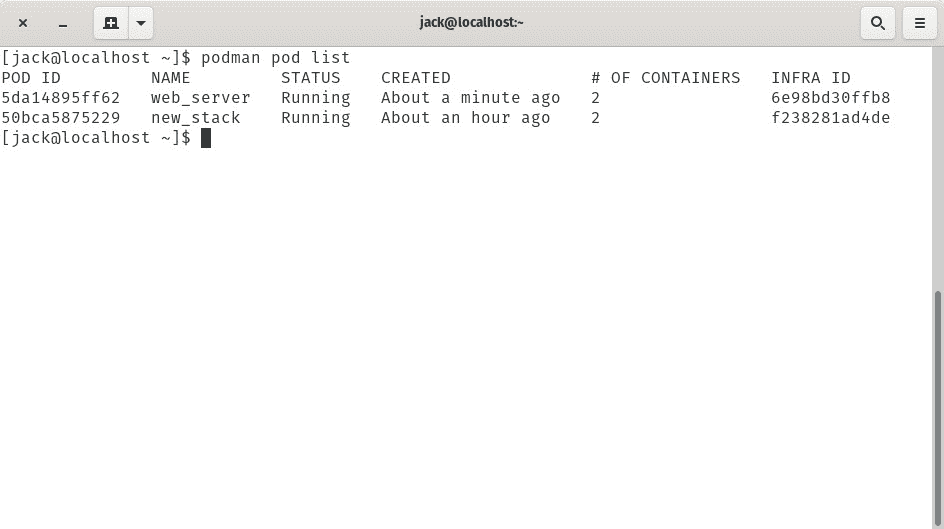 jack@localhost:~
[jack@localhost ~]$ podman pod list
POD ID         NAME         STATUS    CREATED              # OF CONTAINERS   INFRA ID
5da14895ff62   web_server   Running   About a minute ago   2                 6e98bd30ffb8
50bca5875229   new_stack    Running   About an hour ago    2                 f238281ad4de
[jack@localhost ~]$